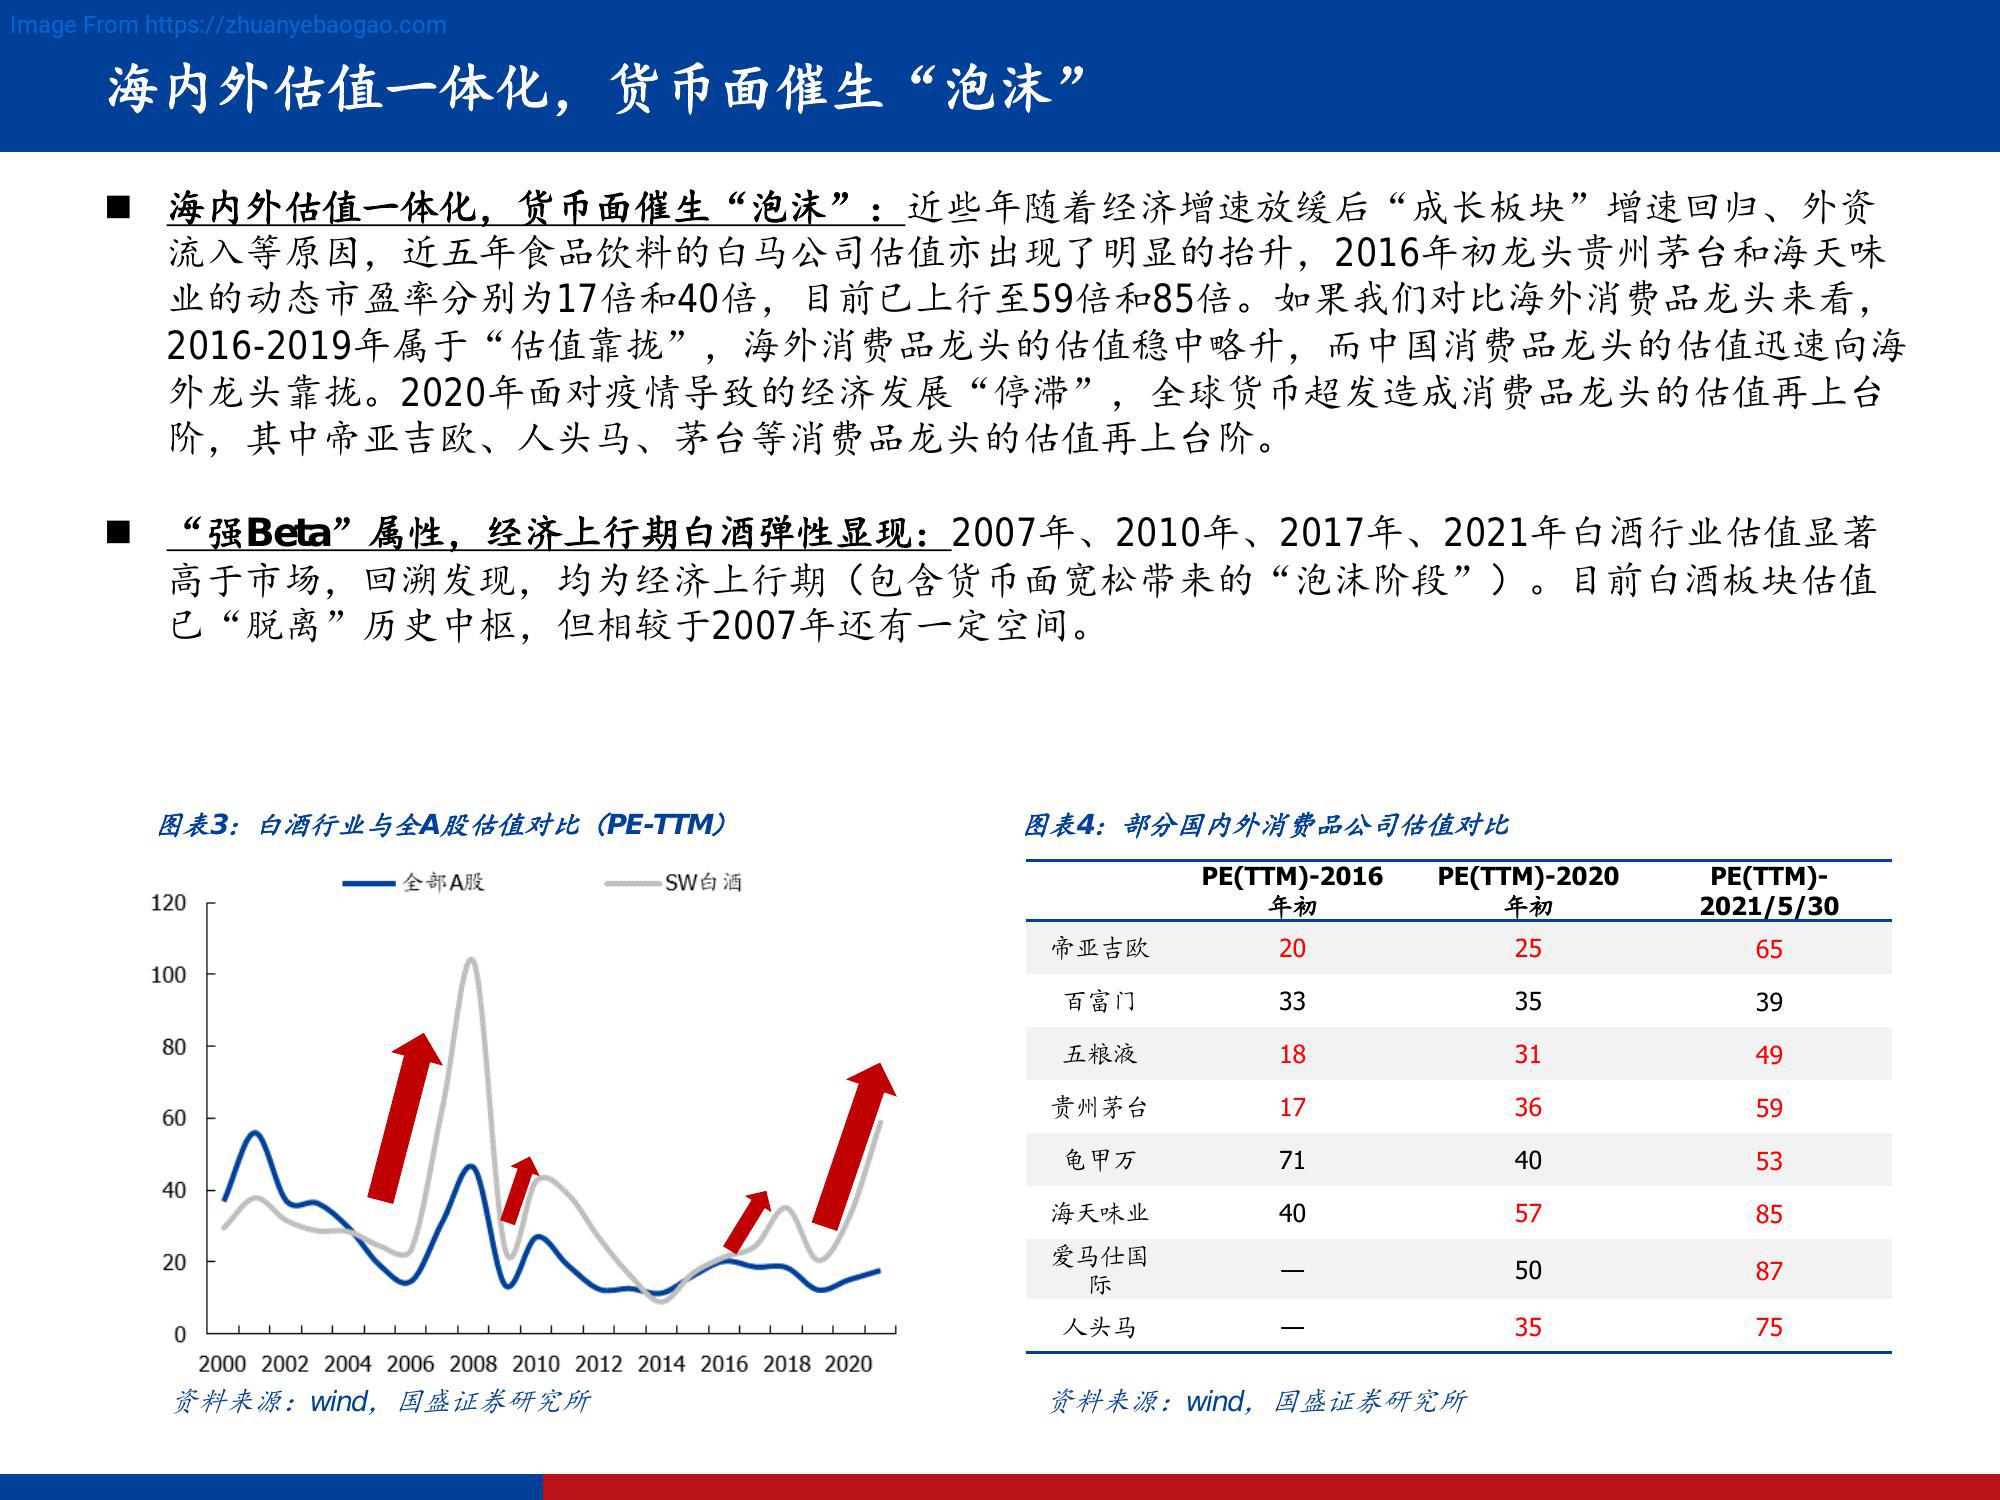 Image From https://zhuanyebaogao.com
海内外估值一体化，货币面催生“泡沫”
■ 海内外估值一体化，货币面催生“泡沫”：近些年随着经济增速放缓后“成长板块”增速回归、外资
流入等原因，近五年食品饮料的白马公司估值亦出现了明显的抬升，2016年初龙头贵州茅台和海天味
业的动态市盈率分别为17倍和40倍，目前已上行至59倍和85倍。如果我们对比海外消费品龙头来看，
2016-2019年属于“估值靠拢”，海外消费品龙头的估值稳中略升，而中国消费品龙头的估值迅速向海
外龙头靠拢。2020年面对疫情导致的经济发展“停滞”，全球货币超发造成消费品龙头的估值再上台
阶，其中帝亚吉欧、人头马、茅台等消费品龙头的估值再上台阶。
■ “强Beta”属性，经济上行期白酒弹性显现：2007年、2010年、2017年、2021年白酒行业估值显著
高于市场，回溯发现，均为经济上行期（包含货币面宽松带来的“泡沫阶段”）。目前白酒板块估值
已“脱离”历史中枢，但相较于2007年还有一定空间。
图表3：白酒行业与全A股估值对比（PE-TTM）
全部A股 SW白酒
120
100
80
60
40
20
0
2000 2002 2004 2006 2008 2010 2012 2014 2016 2018 2020
资料来源：wind，国盛证券研究所
图表4：部分国内外消费品公司估值对比
PE(TTM)-2016 PE(TTM)-2020 PE(TTM)-
年初 年初 2021/5/30
帝亚吉欧 20 25 65
百富门 33 35 39
五粮液 18 31 49
贵州茅台 17 36 59
龟甲万 71 40 53
海天味业 40 57 85
爱马仕国
际 — 50 87
人头马 — 35 75
资料来源：wind，国盛证券研究所